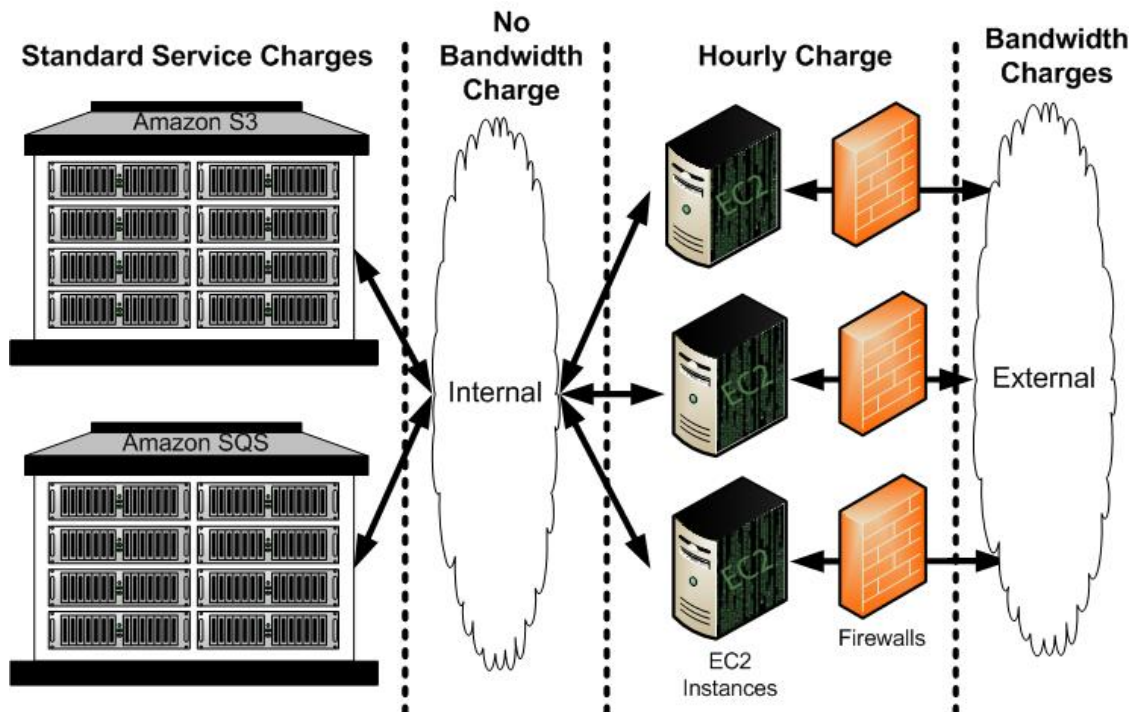 Standard Service Charges
No
Bandwidth
Charge
Hourly Charge
Bandwidth
Charges
Amazon S3
Amazon SQS
Internal
EC2
EC2
EC2
External
EC2
Instances
Firewalls